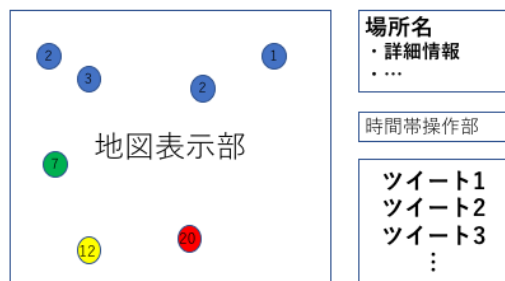 2
3
2
1
7
地図表示部
12
20
場所名
・詳細情報
・…
時間帯操作部
ツイート1
ツイート2
ツイート3
⋮